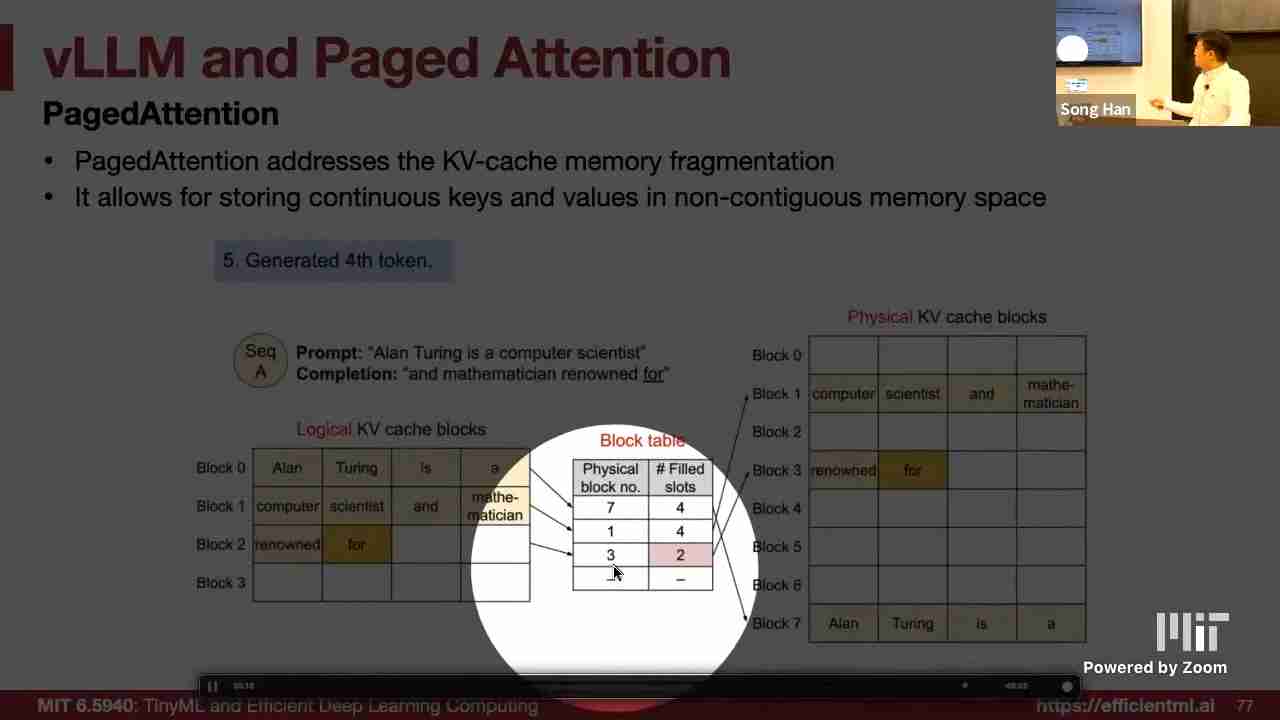 vLLM and Paged Attention
Song Han
PagedAttention
• PagedAttention addresses the KV-cache memory fragmentation
• It allows for storing continuous keys and values in non-contiguous memory space
5. Generated 4th token.
Seq A
Prompt: “Alan Turing is a computer scientist”
Completion: “and mathematician renowned for”
Logical KV cache blocks
Block 0 Alan Turing is a
Block 1 computer scientist and mathe-
matician
Block 2 renowned for
Block 3
Block table
Physical block no. # Filled slots
7 4
1 4
3 2
– –
Physical KV cache blocks
Block 0
Block 1 computer scientist and mathe-
matician
Block 2
Block 3 renowned for
Block 4
Block 5
Block 6
Block 7 Alan Turing is a
MIT
Powered by Zoom
MIT 6.5940: TinyML and Efficient Deep Learning Computing
https://efficientml.ai 77